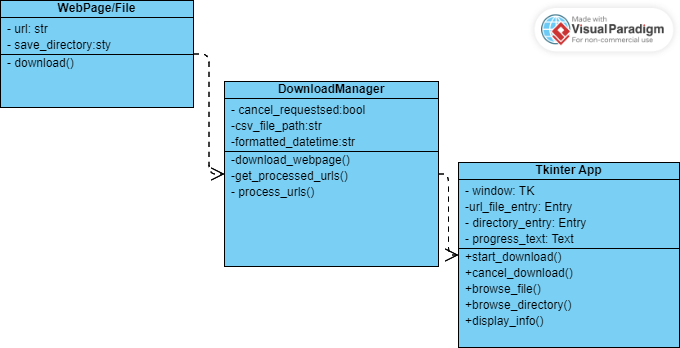 WebPage/File
- url: str
- save_directory:sty
- download()
Made with
Visual Paradigm
For non-commercial use
DownloadManager
- cancel_requestsed:bool
-csv_file_path:str
-formatted_datetime:str
-download_webpage()
-get_processed_urls()
- process_urls()
Tkinter App
- window: TK
-url_file_entry: Entry
- directory_entry: Entry
- progress_text: Text
+start_download()
+cancel_download()
+browse_file()
+browse_directory()
+display_info()